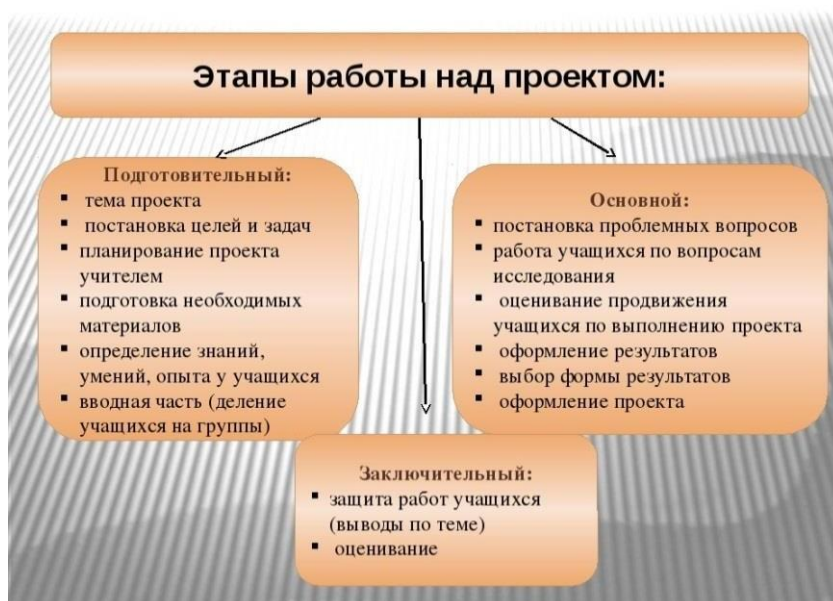 Этапы работы над проектом:
Подготовительный:
▪ тема проекта
▪ постановка целей и задач
▪ планирование проекта
учителем
▪ подготовка необходимых
материалов
▪ определение знаний,
умений, опыта у учащихся
▪ вводная часть (деление
учащихся на группы)
Основной:
▪ постановка проблемных вопросов
▪ работа учащихся по вопросам
исследования
▪ оценивание продвижения
учащихся по выполнению проекта
▪ оформление результатов
▪ выбор формы результатов
▪ оформление проекта
Заключительный:
▪ защита работ учащихся
(выводы по теме)
▪ оценивание